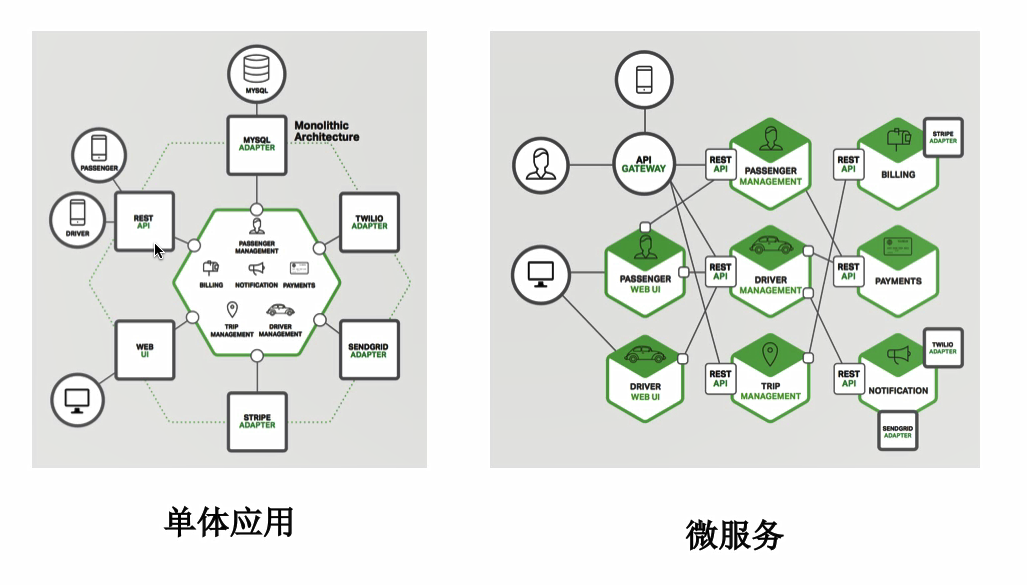 MYSQL
Monolithic
Architecture
MYSQL
ADAPTER
PASSENGER
DRIVER
REST
API
TWILIO
ADAPTER
PASSENGER
MANAGEMENT
BILLING
NOTIFICATION
PAYMENTS
TRIP
MANAGEMENT
DRIVER
MANAGEMENT
WEB
UI
SENDGRID
ADAPTER
STRIPE
ADAPTER
单体应用
API
GATEWAY
REST
API
PASSENGER
MANAGEMENT
REST
API
BILLING
STRIPE
ADAPTER
PASSENGER
WEB UI
REST
API
DRIVER
MANAGEMENT
REST
API
PAYMENTS
DRIVER
WEB UI
REST
API
TRIP
MANAGEMENT
REST
API
NOTIFICATION
TWILIO
ADAPTER
SENDGRID
ADAPTER
微服务